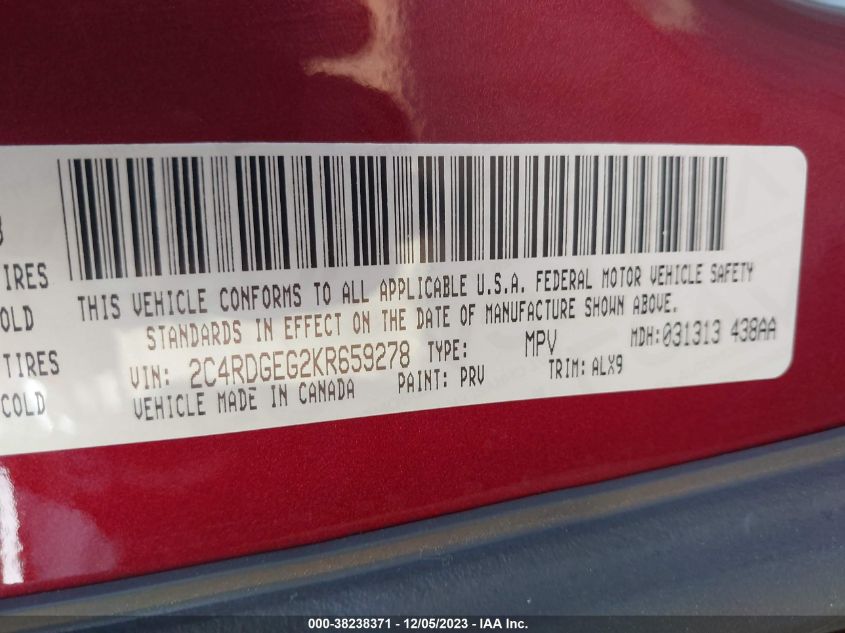 3
TIRES
COLD
TIRES
COLD
THIS VEHICLE CONFORMS TO ALL APPLICABLE U.S.A. FEDERAL MOTOR VEHICLE SAFETY
STANDARDS IN EFFECT ON THE DATE OF MANUFACTURE SHOWN ABOVE.
VIN: 2C4RDGEG2KR659278 TYPE: MPV MDH:031313 438AA
VEHICLE MADE IN CANADA PAINT: PRV TRIM: ALX9
000-38238371 - 12/05/2023 - IAA Inc.